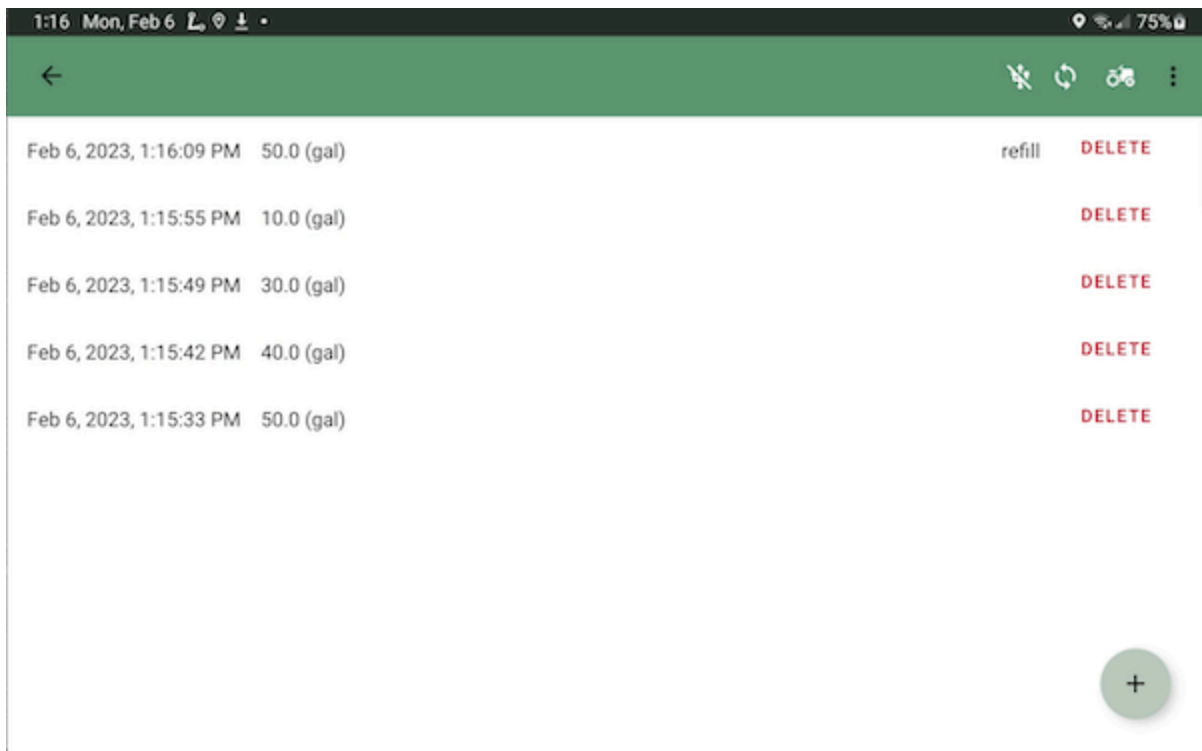 1:16 Mon, Feb 6 75%
Feb 6, 2023, 1:16:09 PM 50.0 (gal) refill DELETE
Feb 6, 2023, 1:15:55 PM 10.0 (gal) DELETE
Feb 6, 2023, 1:15:49 PM 30.0 (gal) DELETE
Feb 6, 2023, 1:15:42 PM 40.0 (gal) DELETE
Feb 6, 2023, 1:15:33 PM 50.0 (gal) DELETE
+